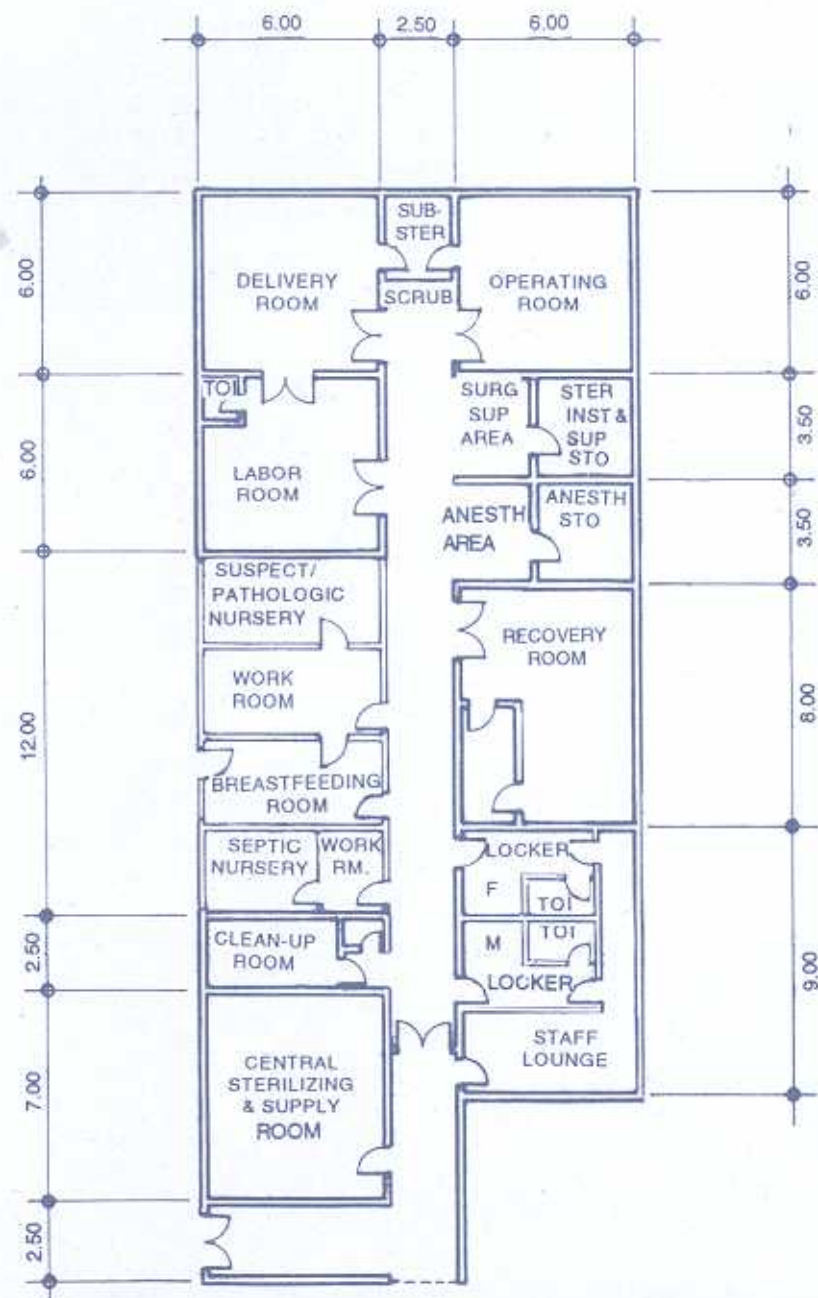 6.00
2.50
6.00
6.00
6.00
12.00
2.50
7.00
2.50
6.00
3.50
3.50
8.00
9.00
SUB-
STER
DELIVERY
ROOM
SCRUB
OPERATING
ROOM
TOI
SURG
SUP
AREA
STER
INST &
SUP
STO
LABOR
ROOM
ANESTH
AREA
ANESTH
STO
SUSPECT/
PATHOLOGIC
NURSERY
RECOVERY
ROOM
WORK
ROOM
BREASTFEEDING
ROOM
SEPTIC
NURSERY
WORK
RM.
LOCKER
F
TOI
CLEAN-UP
ROOM
M
TOI
LOCKER
STAFF
LOUNGE
CENTRAL
STERILIZING
& SUPPLY
ROOM